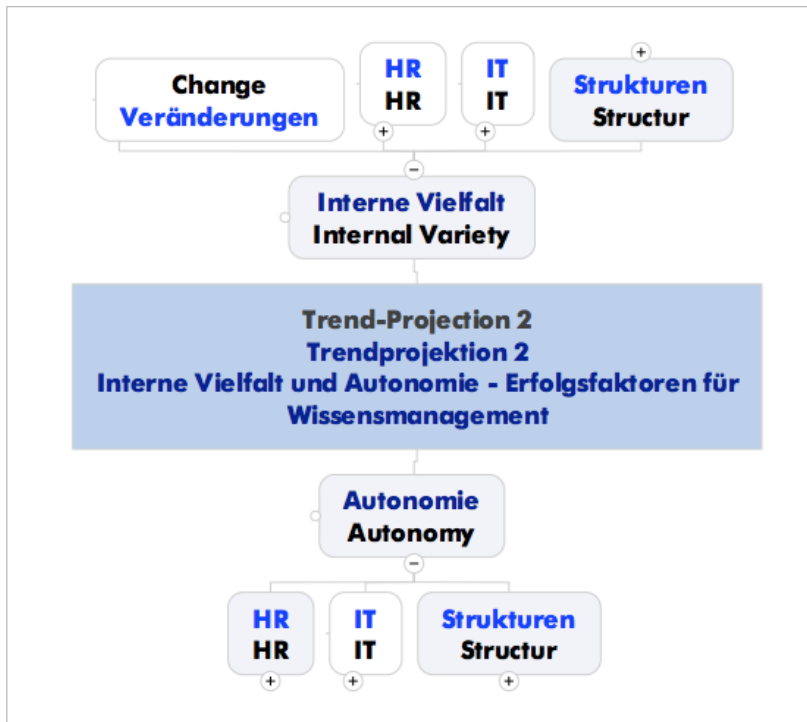 Change
Veränderungen
HR
HR
IT
IT
Strukturen
Structur
Interne Vielfalt
Internal Variety
Trend-Projection 2
Trendprojektion 2
Interne Vielfalt und Autonomie - Erfolgsfaktoren für
Wissensmanagement
Autonomie
Autonomy
HR
HR
IT
IT
Strukturen
Structur